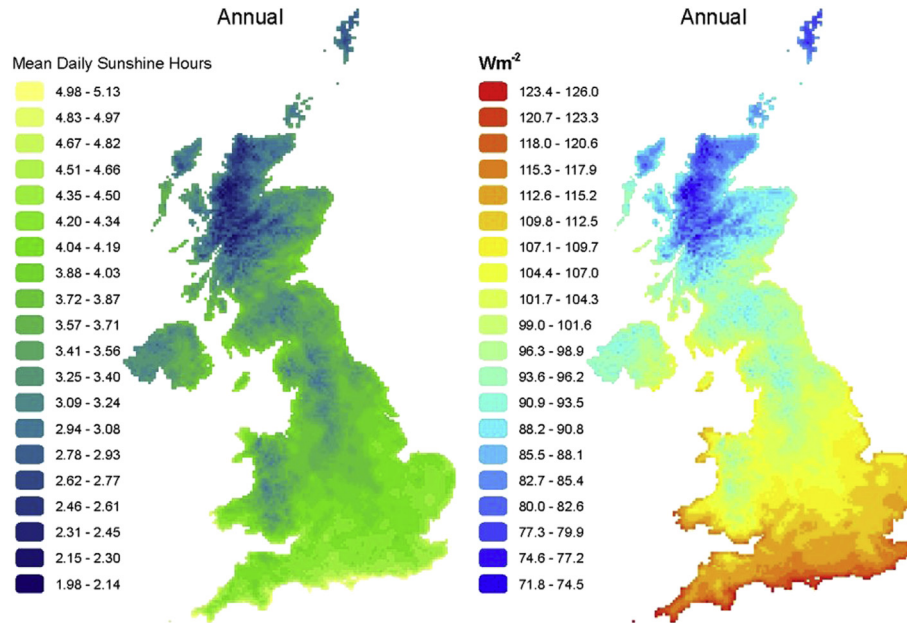 Annual
Mean Daily Sunshine Hours
4.98 - 5.13
4.83 - 4.97
4.67 - 4.82
4.51 - 4.66
4.35 - 4.50
4.20 - 4.34
4.04 - 4.19
3.88 - 4.03
3.72 - 3.87
3.57 - 3.71
3.41 - 3.56
3.25 - 3.40
3.09 - 3.24
2.94 - 3.08
2.78 - 2.93
2.62 - 2.77
2.46 - 2.61
2.31 - 2.45
2.15 - 2.30
1.98 - 2.14
Annual
Wm⁻²
123.4 - 126.0
120.7 - 123.3
118.0 - 120.6
115.3 - 117.9
112.6 - 115.2
109.8 - 112.5
107.1 - 109.7
104.4 - 107.0
101.7 - 104.3
99.0 - 101.6
96.3 - 98.9
93.6 - 96.2
90.9 - 93.5
88.2 - 90.8
85.5 - 88.1
82.7 - 85.4
80.0 - 82.6
77.3 - 79.9
74.6 - 77.2
71.8 - 74.5